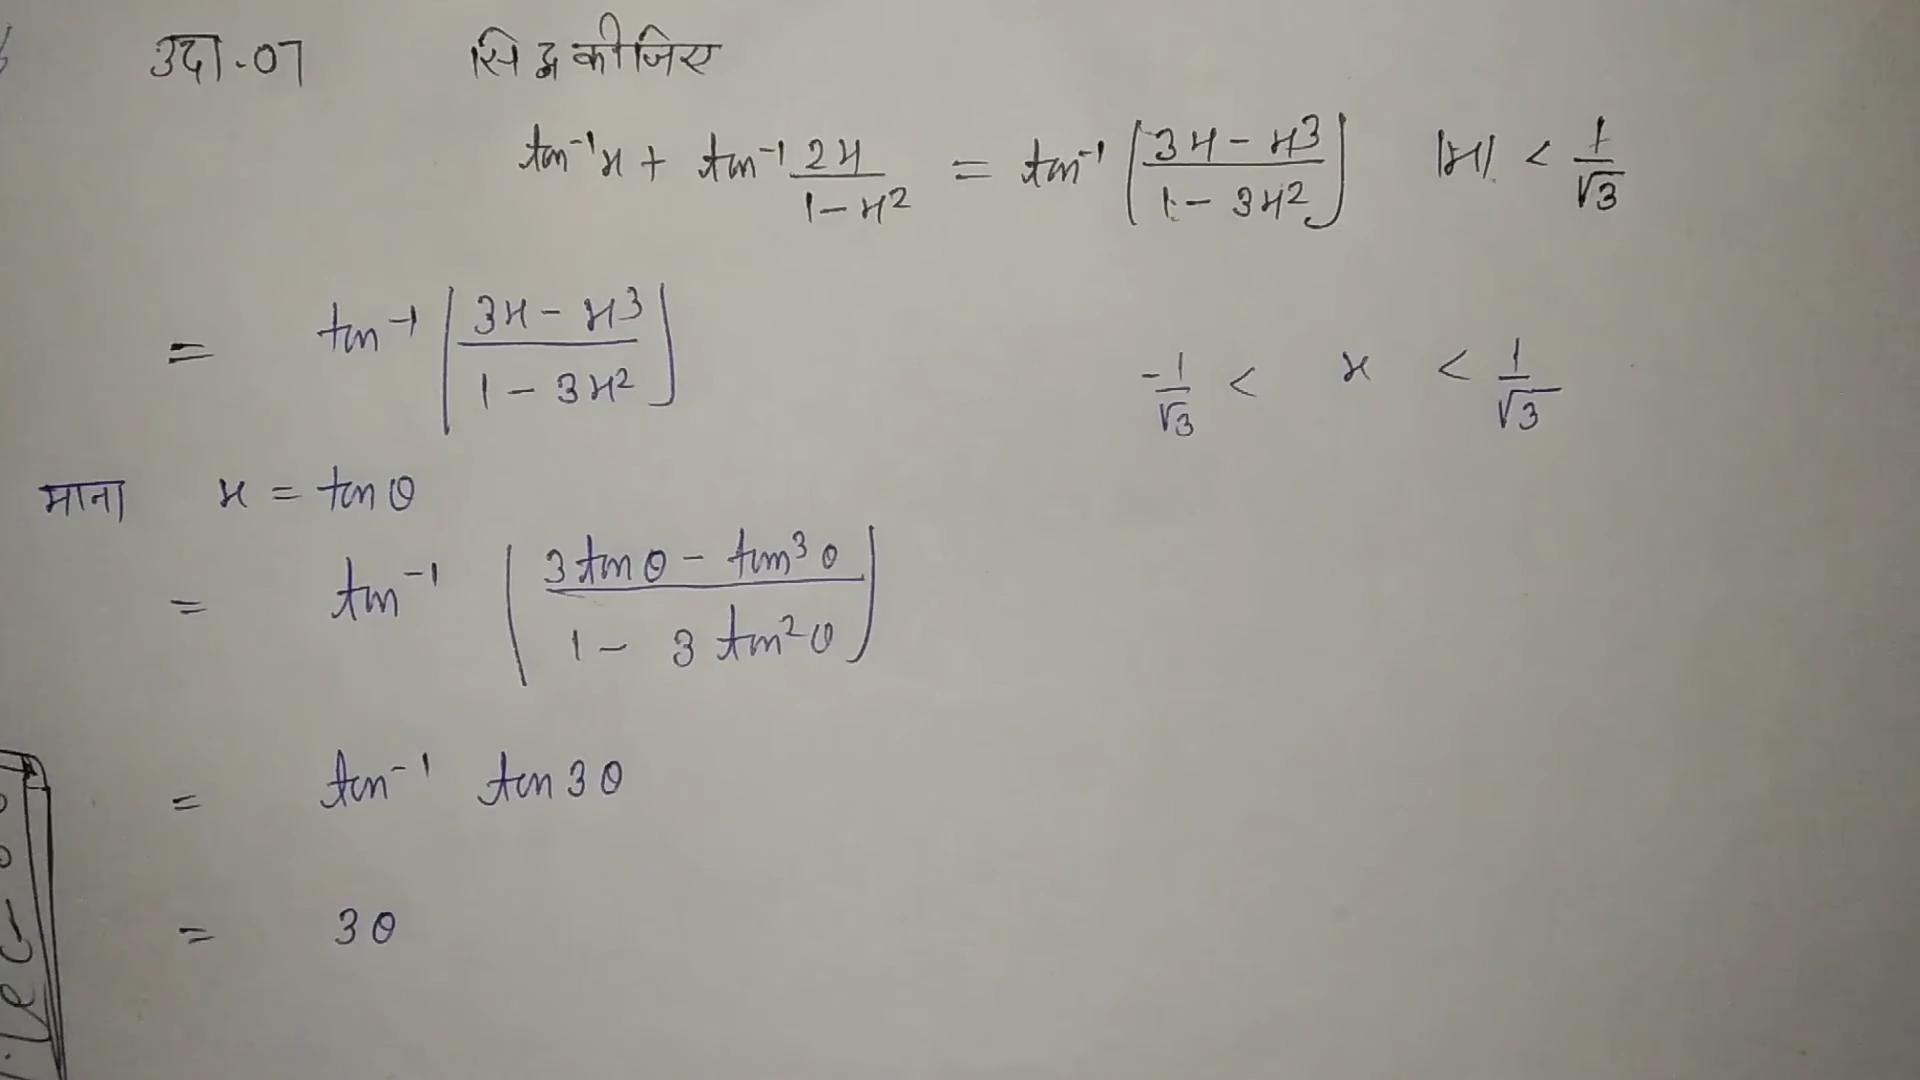 उदा.07 सिद्ध कीजिए
tan⁻¹x + tan⁻¹ 2x/(1-x²) = tan⁻¹ ((3x-x³)/(1-3x²)) |x| < 1/√3
= tan⁻¹ ((3x-x³)/(1-3x²)) -1/√3 < x < 1/√3
माना x = tanθ
= tan⁻¹ ((3tanθ - tan³θ)/(1-3tan²θ))
= tan⁻¹ tan3θ
= 3θ